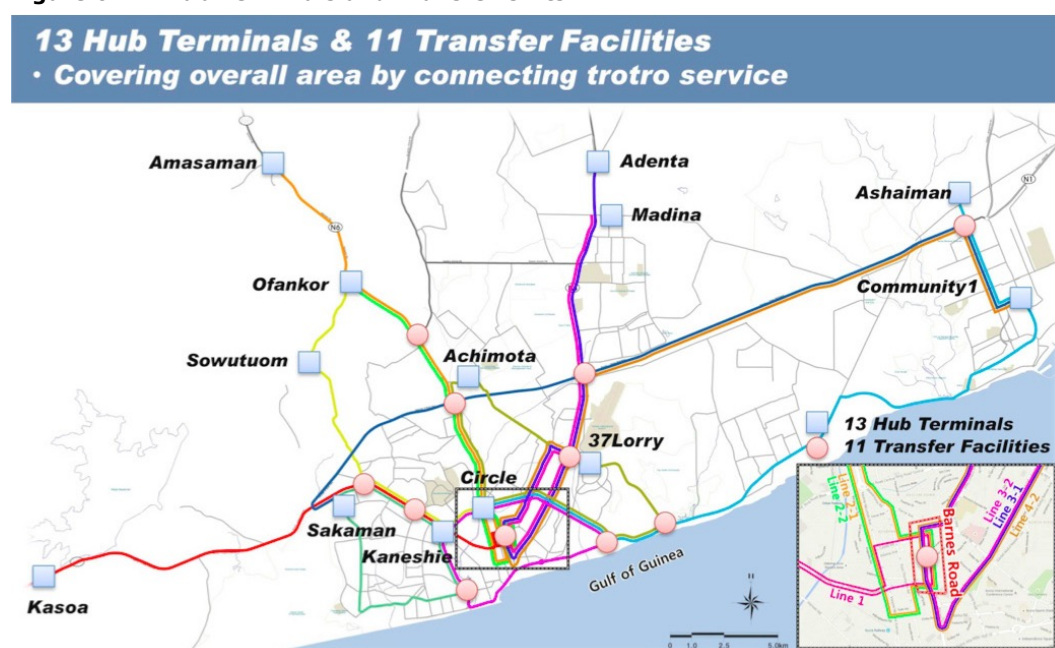 13 Hub Terminals & 11 Transfer Facilities
• Covering overall area by connecting trotro service
Amasaman
Adenta
Ashaiman
N1
Madina
N6
Ofankor
Community1
Sowutuom
Achimota
13 Hub Terminals
37Lorry
11 Transfer Facilities
Circle
Line 2-1
Line 2-2
Line 3-2
Line 3-1
Line 4-2
Sakaman
Kaneshie
Barnes Road
Gulf of Guinea
Kasoa
Line 1
0 1.0 2.5 5.0km